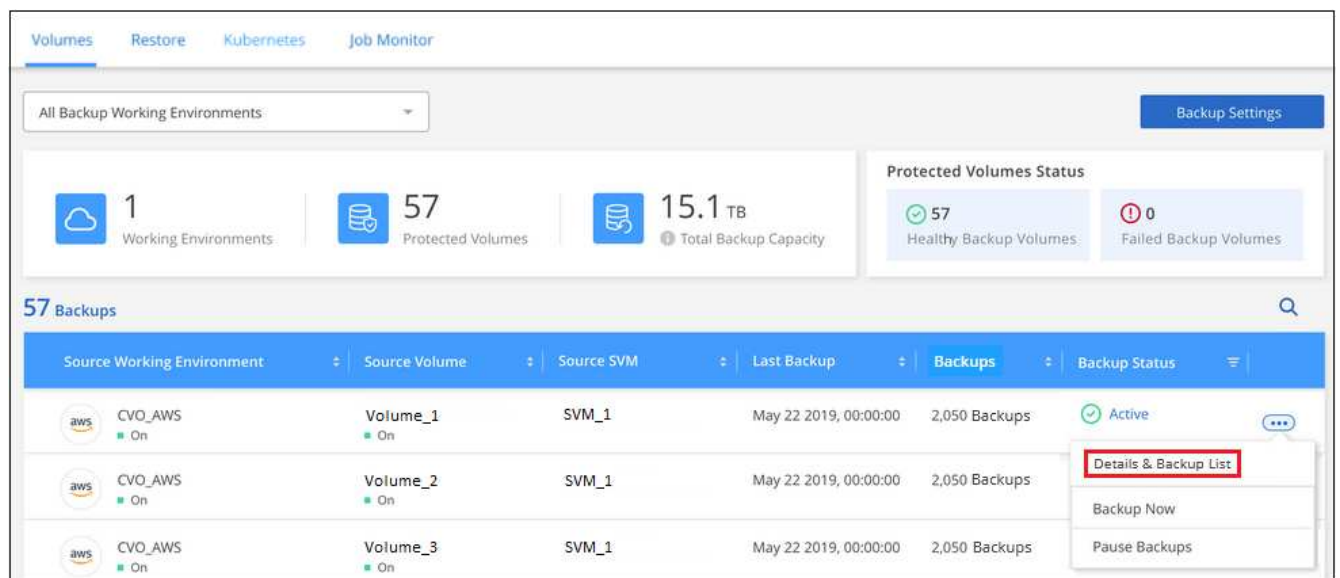 Volumes Restore Kubernetes Job Monitor
All Backup Working Environments
Backup Settings
1
Working Environments
57
Protected Volumes
15.1 TB
Total Backup Capacity
Protected Volumes Status
57
Healthy Backup Volumes
0
Failed Backup Volumes
57 Backups
Source Working Environment Source Volume Source SVM Last Backup Backups Backup Status
aws CVO_AWS Volume_1 SVM_1 May 22 2019, 00:00:00 2,050 Backups Active
On On
Details & Backup List
aws CVO_AWS Volume_2 SVM_1 May 22 2019, 00:00:00 2,050 Backups
On On
Backup Now
aws CVO_AWS Volume_3 SVM_1 May 22 2019, 00:00:00 2,050 Backups Pause Backups
On On